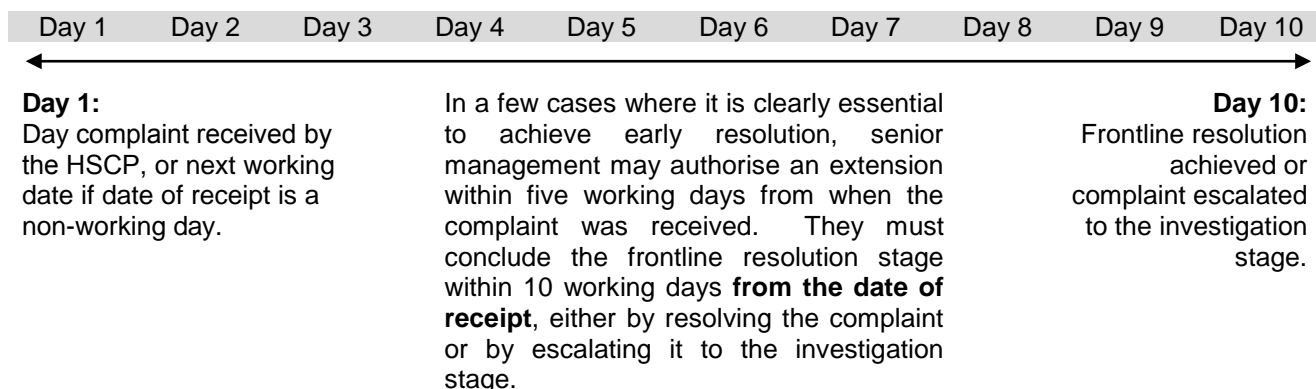 Day 1 Day 2 Day 3 Day 4 Day 5 Day 6 Day 7 Day 8 Day 9 Day 10
Day 1:
Day complaint received by
the HSCP, or next working
date if date of receipt is a
non-working day.
In a few cases where it is clearly essential
to achieve early resolution, senior
management may authorise an extension
within five working days from when the
complaint was received. They must
conclude the frontline resolution stage
within 10 working days from the date of
receipt, either by resolving the complaint
or by escalating it to the investigation
stage.
Day 10:
Frontline resolution
achieved or
complaint escalated
to the investigation
stage.